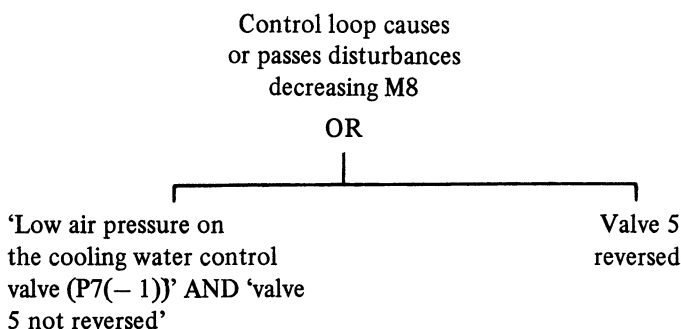 Control loop causes
or passes disturbances
decreasing M8
OR
‘Low air pressure on
the cooling water control
valve (P7(− 1))’ AND ‘valve
5 not reversed’
Valve 5
reversed